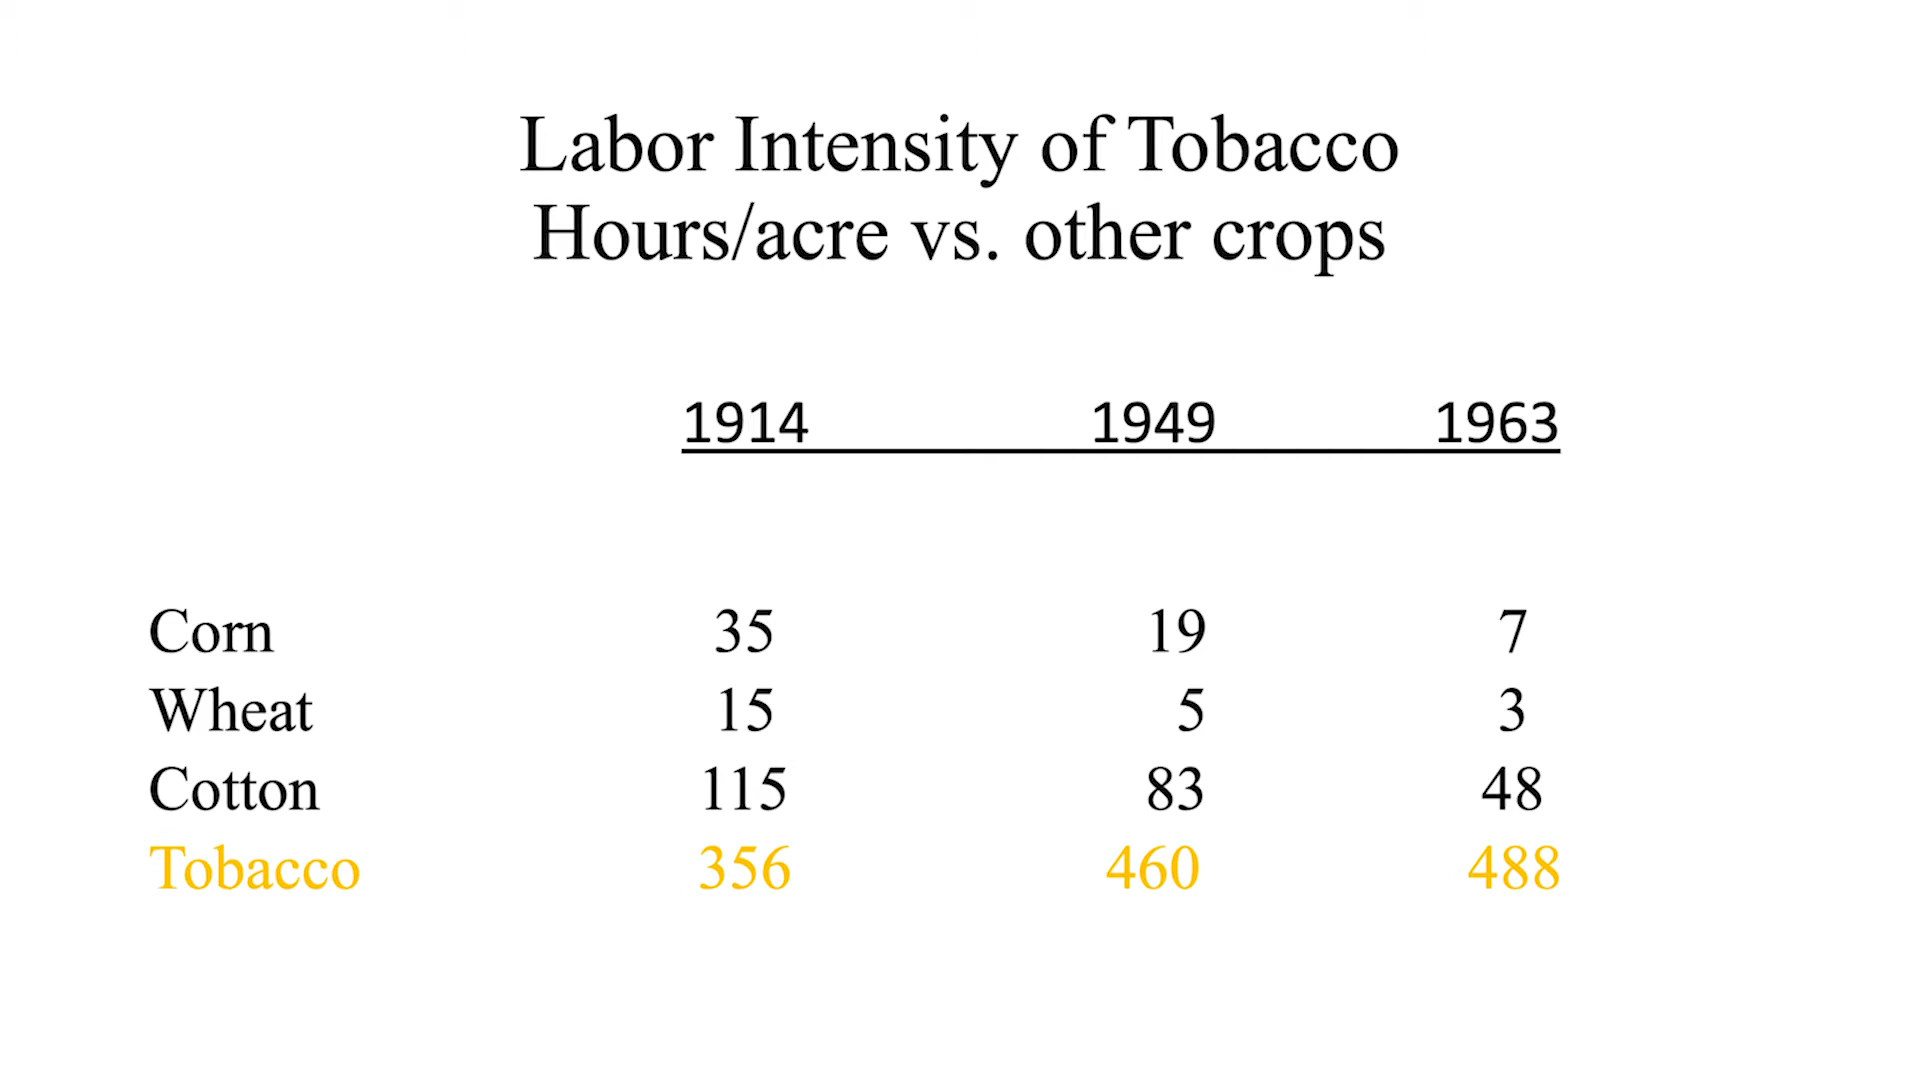 Labor Intensity of Tobacco
Hours/acre vs. other crops
1914 1949 1963
Corn 35 19 7
Wheat 15 5 3
Cotton 115 83 48
Tobacco 356 460 488